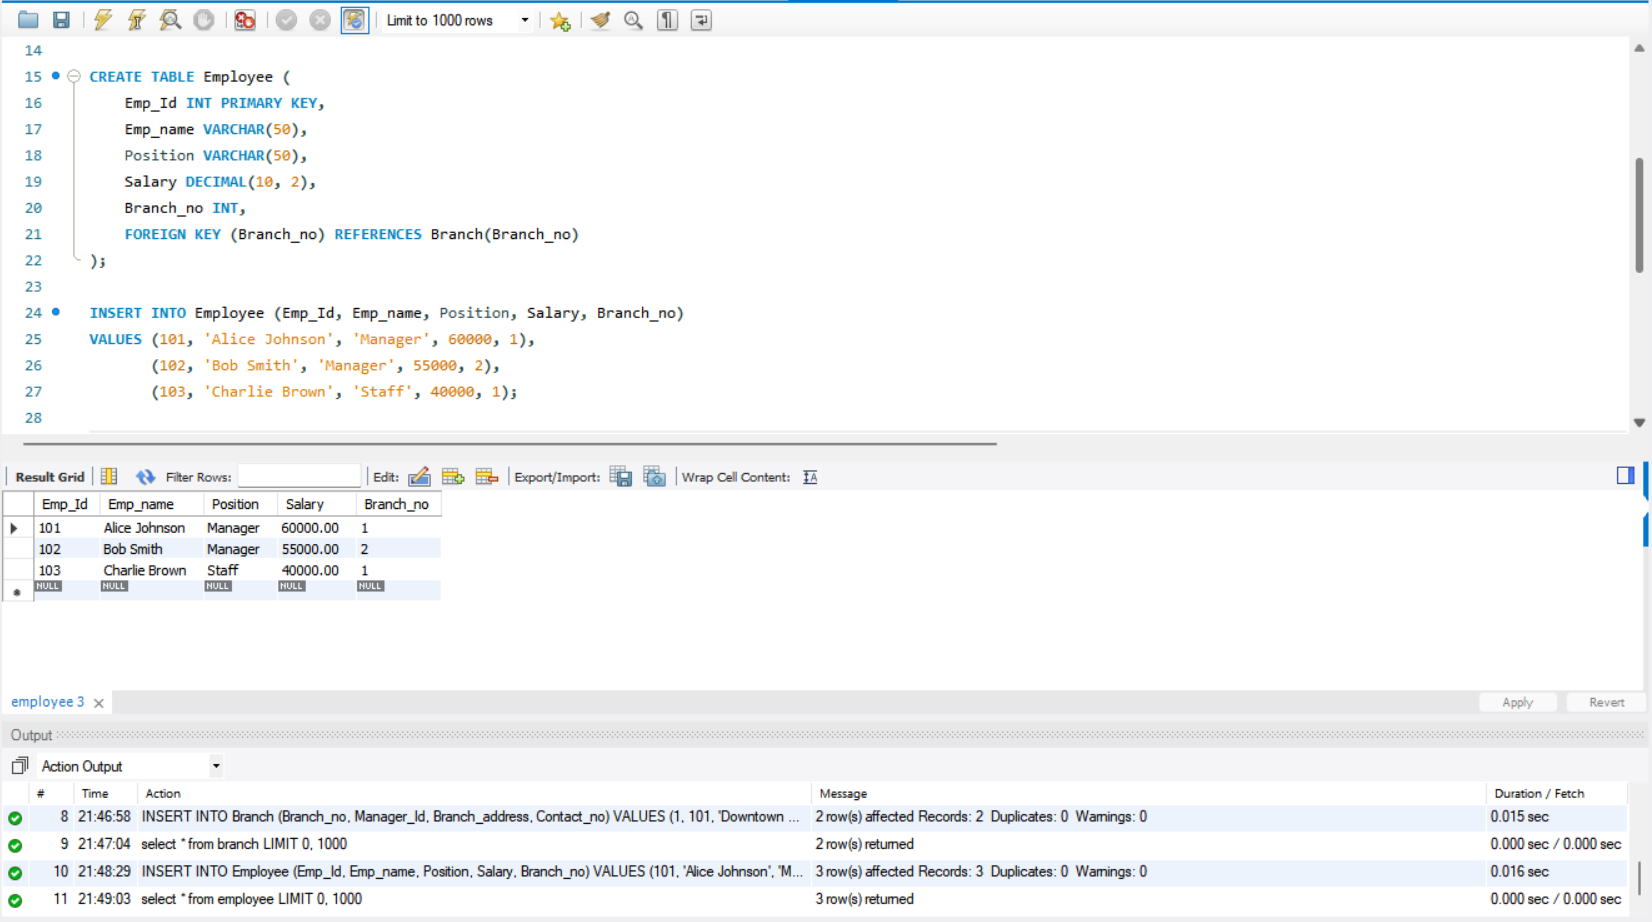 Limit to 1000 rows
14
15 CREATE TABLE Employee (
16 Emp_Id INT PRIMARY KEY,
17 Emp_name VARCHAR(50),
18 Position VARCHAR(50),
19 Salary DECIMAL(10, 2),
20 Branch_no INT,
21 FOREIGN KEY (Branch_no) REFERENCES Branch(Branch_no)
22 );
23
24 INSERT INTO Employee (Emp_Id, Emp_name, Position, Salary, Branch_no)
25 VALUES (101, 'Alice Johnson', 'Manager', 60000, 1),
26 (102, 'Bob Smith', 'Manager', 55000, 2),
27 (103, 'Charlie Brown', 'Staff', 40000, 1);
28
Result Grid Filter Rows: Edit: Export/Import: Wrap Cell Content:
Emp_Id Emp_name Position Salary Branch_no
101 Alice Johnson Manager 60000.00 1
102 Bob Smith Manager 55000.00 2
103 Charlie Brown Staff 40000.00 1
NULL NULL NULL NULL NULL
employee 3 Apply Revert
Output
Action Output
# Time Action Message Duration / Fetch
8 21:46:58 INSERT INTO Branch (Branch_no, Manager_Id, Branch_address, Contact_no) VALUES (1, 101, 'Downtown ... 2 row(s) affected Records: 2 Duplicates: 0 Warnings: 0 0.015 sec
9 21:47:04 select * from branch LIMIT 0, 1000 2 row(s) returned 0.000 sec / 0.000 sec
10 21:48:29 INSERT INTO Employee (Emp_Id, Emp_name, Position, Salary, Branch_no) VALUES (101, 'Alice Johnson', 'M... 3 row(s) affected Records: 3 Duplicates: 0 Warnings: 0 0.016 sec
11 21:49:03 select * from employee LIMIT 0, 1000 3 row(s) returned 0.000 sec / 0.000 sec